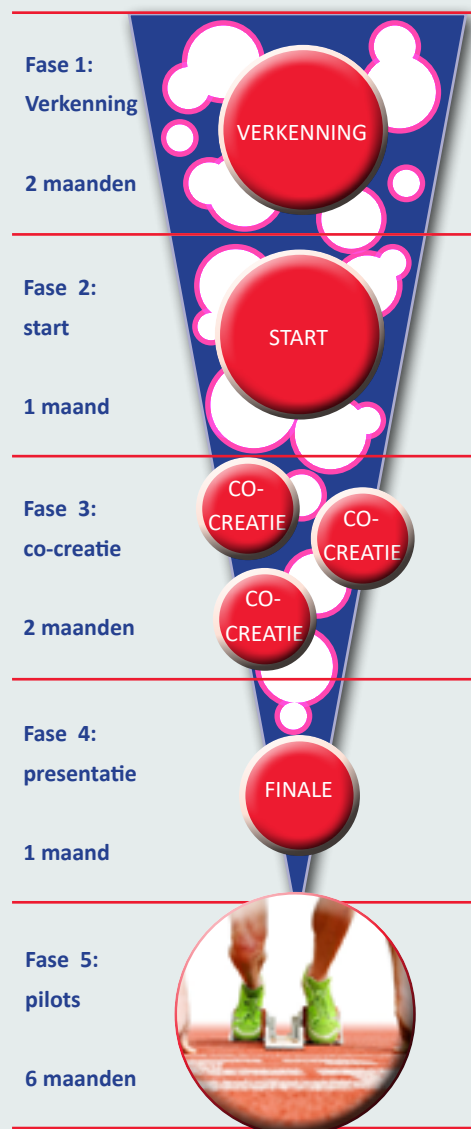 Fase 1:
Verkenning
VERKENNING
2 maanden
Fase 2:
start
START
1 maand
Fase 3:
co-creatie
CO-
CREATIE
CO-
CREATIE
CO-
CREATIE
2 maanden
Fase 4:
presentatie
FINALE
1 maand
Fase 5:
pilots
6 maanden